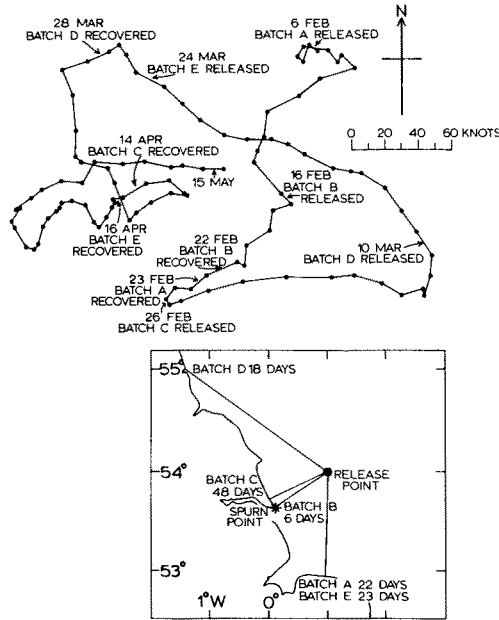 28 MAR
BATCH D RECOVERED
6 FEB
BATCH A RELEASED
N
24 MAR
BATCH E RELEASED
0 20 40 60 KNOTS
14 APR
BATCH C
RECOVERED
15 MAY
16 FEB
BATCH B
RELEASED
16 APR
BATCH E
RECOVERED
22 FEB
BATCH B
RECOVERED
10 MAR
BATCH D RELEASED
23 FEB
BATCH A
RECOVERED
26 FEB
BATCH C RELEASED
55°
BATCH D 18 DAYS
54°
RELEASE
POINT
BATCH C
48 DAYS
SPURN
POINT
BATCH B
6 DAYS
53°
BATCH A 22 DAYS
BATCH E 23 DAYS
1°W
0°